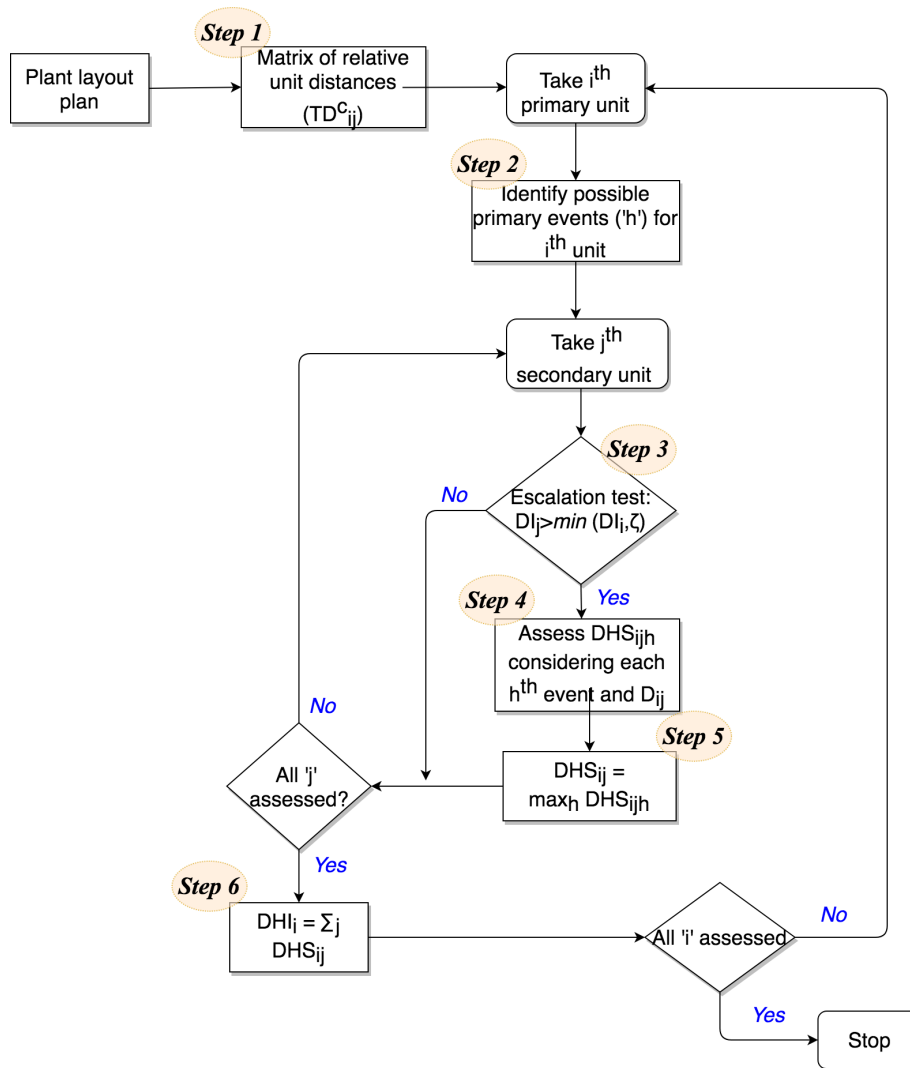 Step 1
Plant layout
plan
Matrix of relative
unit distances
(TDᶜᵢⱼ)
Take iᵗʰ
primary unit
Step 2
Identify possible
primary events ('h') for
iᵗʰ unit
Take jᵗʰ
secondary unit
Step 3
Escalation test:
DIⱼ>min (DIᵢ,ζ)
No
Yes
Step 4
Assess DHSᵢⱼₕ
considering each
hᵗʰ event and Dᵢⱼ
Step 5
DHSᵢⱼ =
maxₕ DHSᵢⱼₕ
No
All 'j'
assessed?
Yes
Step 6
DHIᵢ = Σⱼ
DHSᵢⱼ
All 'i' assessed
No
Yes
Stop